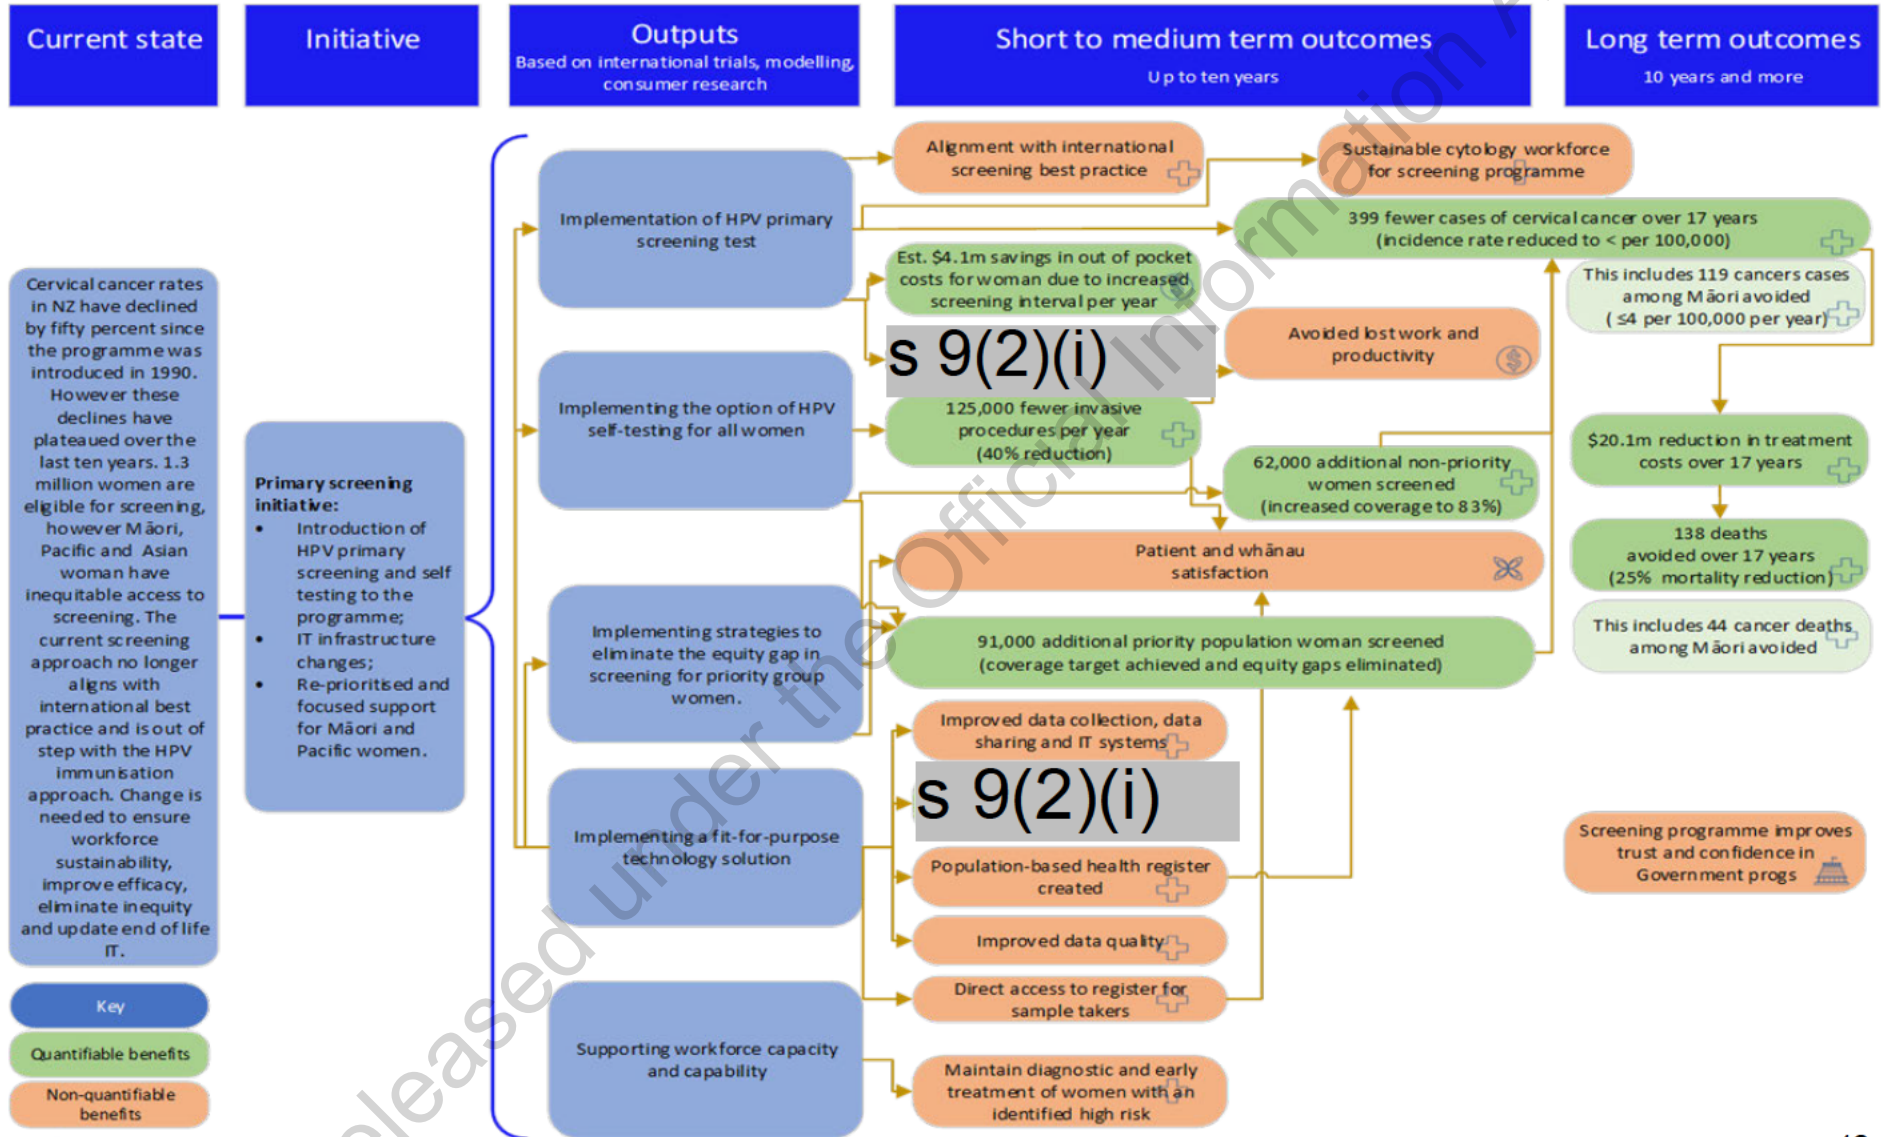 Current state
Initiative
Outputs
Based on international trials, modelling,
consumer research
Short to medium term outcomes
Up to ten years
Long term outcomes
10 years and more
Cervical cancer rates
in NZ have declined
by fifty percent since
the programme was
introduced in 1990.
However these
declines have
plateaued over the
last ten years. 1.3
million women are
eligible for screening,
however Māori,
Pacific and Asian
woman have
inequitable access to
screening. The
current screening
approach no longer
aligns with
international best
practice and is out of
step with the HPV
immunisation
approach. Change is
needed to ensure
workforce
sustainability,
improve efficacy,
eliminate inequity
and update end of life
IT.
Key
Quantifiable benefits
Non-quantifiable
benefits
Primary screening
initiative:
• Introduction of
HPV primary
screening and self
testing to the
programme;
• IT infrastructure
changes;
• Re-prioritised and
focused support
for Māori and
Pacific women.
Implementation of HPV primary
screening test
Implementing the option of HPV
self-testing for all women
Implementing strategies to
eliminate the equity gap in
screening for priority group
women.
Implementing a fit-for-purpose
technology solution
Supporting workforce capacity
and capability
Alignment with international
screening best practice
Sustainable cytology workforce
for screening programme
399 fewer cases of cervical cancer over 17 years
(incidence rate reduced to < per 100,000)
Est. $4.1m savings in out of pocket
costs for woman due to increased
screening interval per year
s 9(2)(i)
Avoided lost work and
productivity
125,000 fewer invasive
procedures per year
(40% reduction)
62,000 additional non-priority
women screened
(increased coverage to 83%)
Patient and whānau
satisfaction
91,000 additional priority population woman screened
(coverage target achieved and equity gaps eliminated)
Improved data collection, data
sharing and IT systems
s 9(2)(i)
Population-based health register
created
Improved data quality
Direct access to register for
sample takers
Maintain diagnostic and early
treatment of women with an
identified high risk
This includes 119 cancers cases
among Māori avoided
( ≤4 per 100,000 per year)
$20.1m reduction in treatment
costs over 17 years
138 deaths
avoided over 17 years
(25% mortality reduction)
This includes 44 cancer deaths
among Māori avoided
Screening programme improves
trust and confidence in
Government progs
under the Official Information